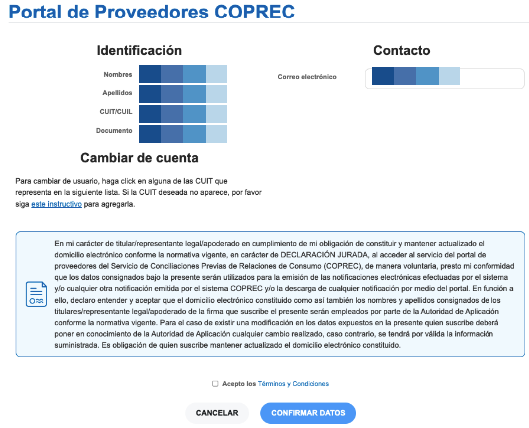 Portal de Proveedores COPREC
Identificación
Nombres
Apellidos
CUIT/CUIL
Documento
Contacto
Correo electrónico
Cambiar de cuenta
Para cambiar de usuario, haga click en alguna de las CUIT que
representa en la siguiente lista. Si la CUIT deseada no aparece, por favor
siga este instructivo para agregarla.
En mi carácter de titular/representante legal/apoderado en cumplimiento de mi obligación de constituir y mantener actualizado el
domicilio electrónico conforme la normativa vigente, en carácter de DECLARACIÓN JURADA, al acceder al servicio del portal de
proveedores del Servicio de Conciliaciones Previas de Relaciones de Consumo (COPREC), de manera voluntaria, presto mi conformidad
que los datos consignados bajo la presente serán utilizados para la emisión de las notificaciones electrónicas efectuadas por el sistema
y/o cualquier otra notificación emitida por el sistema COPREC y/o la descarga de cualquier notificación por medio del portal. En función a
ello, declaro entender y aceptar que el domicilio electrónico constituido como así también los nombres y apellidos consignados de los
titulares/representante legal/apoderado de la firma que suscribe el presente serán empleados por parte de la Autoridad de Aplicación
conforme la normativa vigente. Para el caso de existir una modificación en los datos expuestos en la presente quien suscribe deberá
poner en conocimiento de la Autoridad de Aplicación cualquier cambio realizado, caso contrario, se tendrá por válida la información
suministrada. Es obligación de quien suscribe mantener actualizado el domicilio electrónico constituido.
Acepto los Términos y Condiciones
CANCELAR
CONFIRMAR DATOS